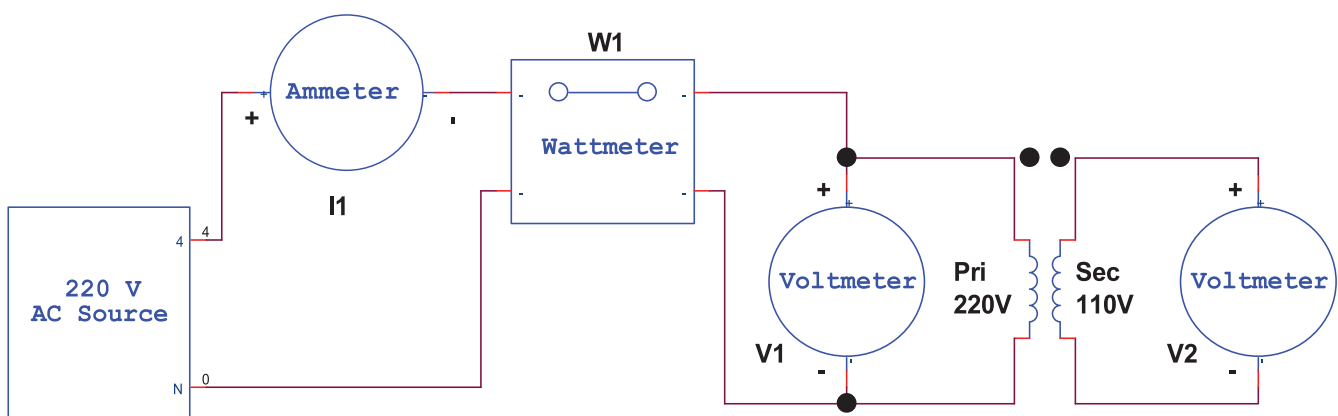 W1
Ammeter
+
-
+
-
-
-
Wattmeter
-
-
I1
4
4
220 V
AC Source
N
0
+
+
Voltmeter
-
-
V1
Pri
220V
Sec
110V
+
+
Voltmeter
-
-
V2